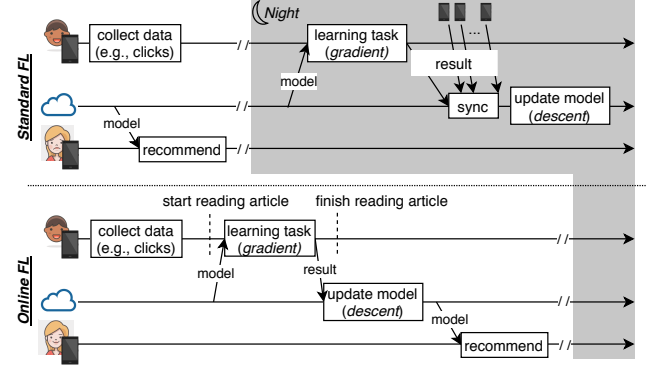 Night
Standard FL
collect data
(e.g., clicks)
//
learning task
(gradient)
...
//
model
result
sync
update model
(descent)
//
model
recommend
//
start reading article
finish reading article
Online FL
collect data
(e.g., clicks)
learning task
(gradient)
//
model
result
update model
(descent)
//
model
recommend
//